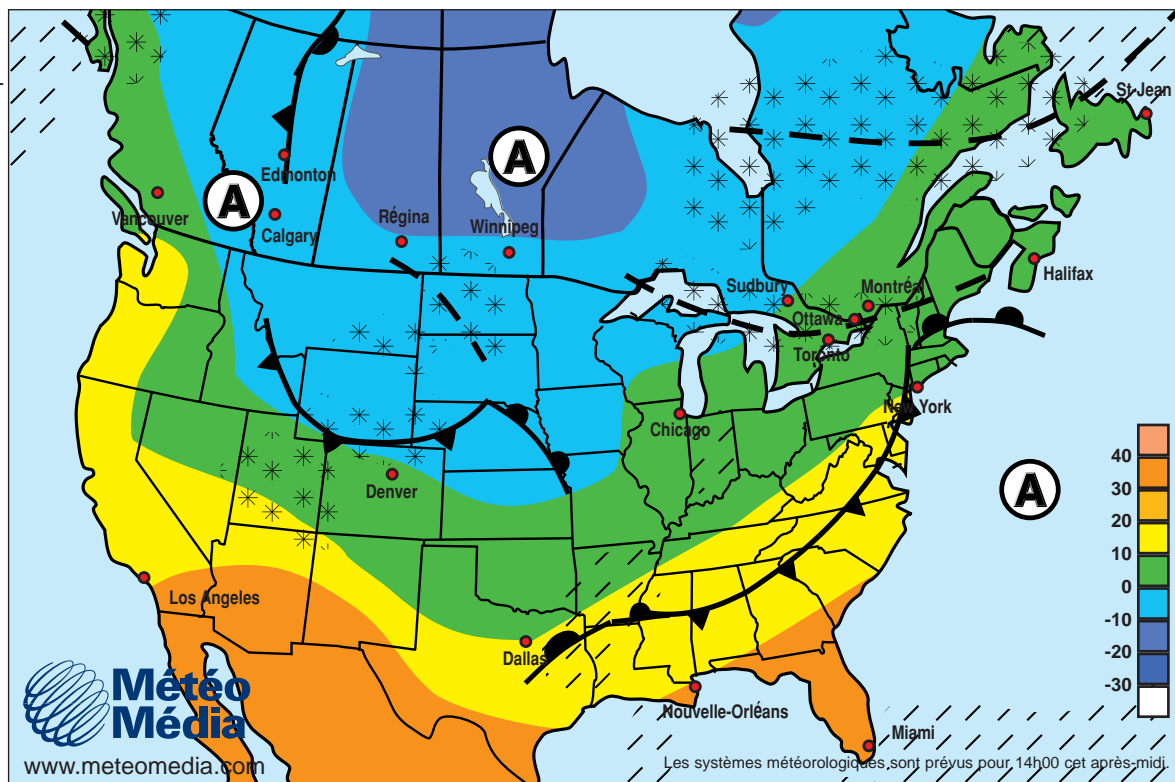 St-Jean
A
Edmonton
A
Vancouver
Calgary
Régina
Winnipeg
Halifax
Sudbury
Montréal
Ottawa
Toronto
New York
Chicago
Denver
A
40
30
20
10
0
-10
-20
-30
Los Angeles
Dallas
Nouvelle-Orléans
Miami
Météo
Média
www.meteomedia.com
Les systèmes météorologiques sont prévus pour 14h00 cet après-midi.